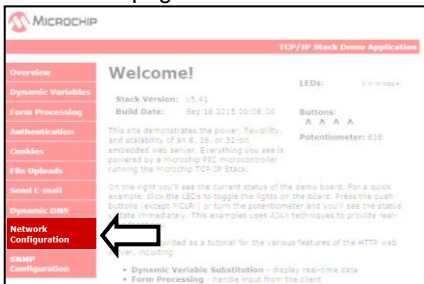 MICROCHIP
TCP/IP Stack Demo Application
Overview
Dynamic Variables
Form Processing
Authentication
Cookies
File Uploads
Send E-mail
Dynamic DNS
Network
Configuration
SNMP
Configuration
Welcome!
Stack Version: v5.41
Build Date: Sep 16 2015
This site demonstrates the power, flexibility,
and scalability of an 8, 16, or 32-bit
embedded web server. Everything you see is
powered by a Microchip PIC microcontroller
running the Microchip TCP/IP Stack.
LEDs:
Buttons:
Potentiometer: 638
On the right you'll see the current status of the demo board. For a quick
example, click the LEDs to toggle the lights on the board. Press the push
buttons (except MCLR!) or turn the potentiometer and you'll see the status
update immediately. This examples uses AJAX techniques to provide real-
provided as a tutorial for the various features of the HTTP web
server, including:
• Dynamic Variable Substitution - display real-time data
• Form Processing - handle input from the client